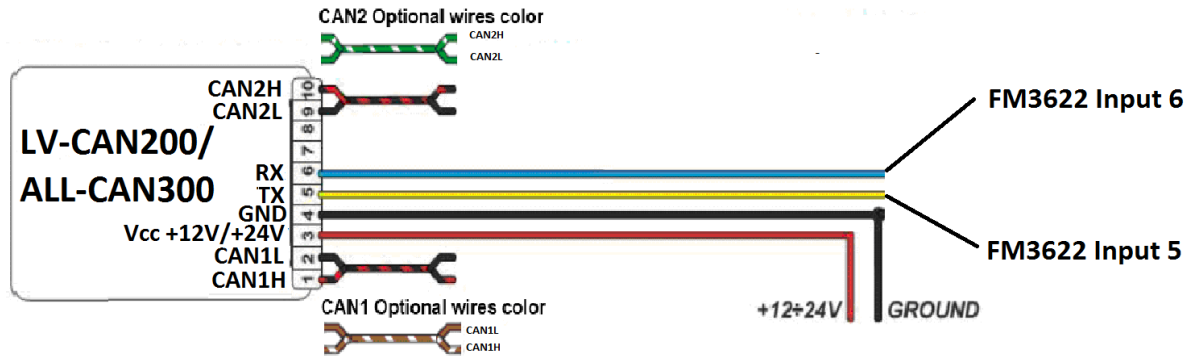 CAN2 Optional wires color
CAN2H
CAN2L
CAN2H
CAN2L
LV-CAN200/
ALL-CAN300
RX
TX
GND
Vcc +12V/+24V
CAN1L
CAN1H
10
9
8
7
6
5
4
3
2
1
FM3622 Input 6
FM3622 Input 5
+12÷24V
GROUND
CAN1 Optional wires color
CAN1L
CAN1H